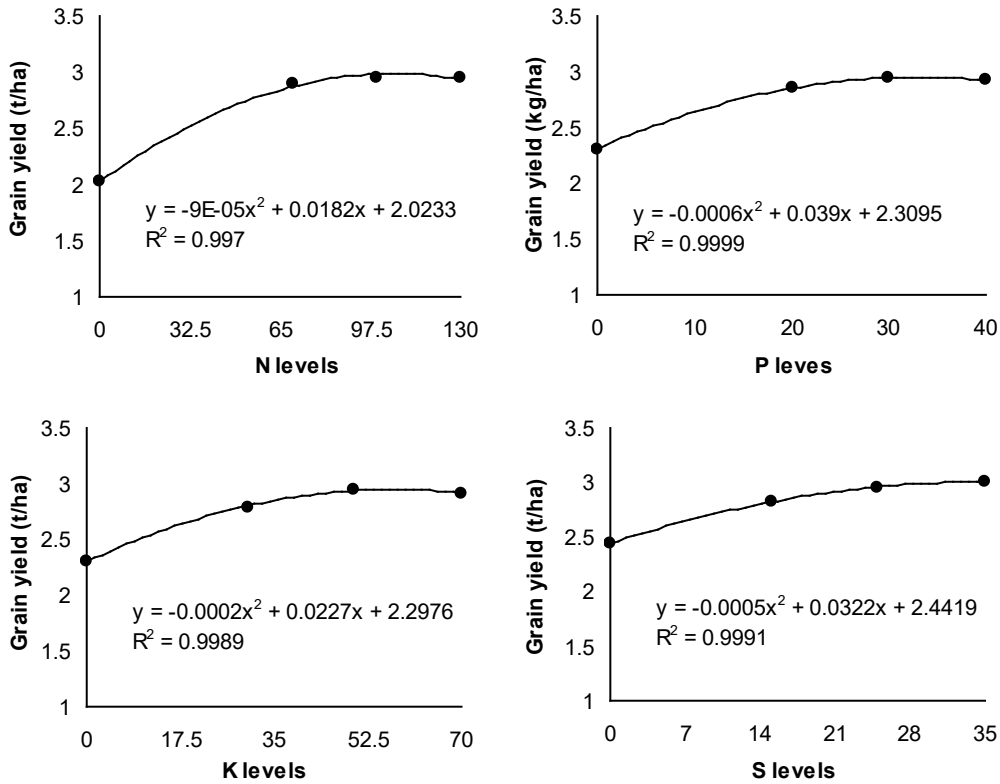 3.5
3
2.5
2
1.5
1
Grain yield (t/ha)
y = -9E-05x² + 0.0182x + 2.0233
R² = 0.997
0 32.5 65 97.5 130
N levels
3.5
3
2.5
2
1.5
1
Grain yield (kg/ha)
y = -0.0006x² + 0.039x + 2.3095
R² = 0.9999
0 10 20 30 40
P leves
3.5
3
2.5
2
1.5
1
Grain yield (t/ha)
y = -0.0002x² + 0.0227x + 2.2976
R² = 0.9989
0 17.5 35 52.5 70
K levels
3.5
3
2.5
2
1.5
1
Grain yield (t/ha)
y = -0.0005x² + 0.0322x + 2.4419
R² = 0.9991
0 7 14 21 28 35
S levels